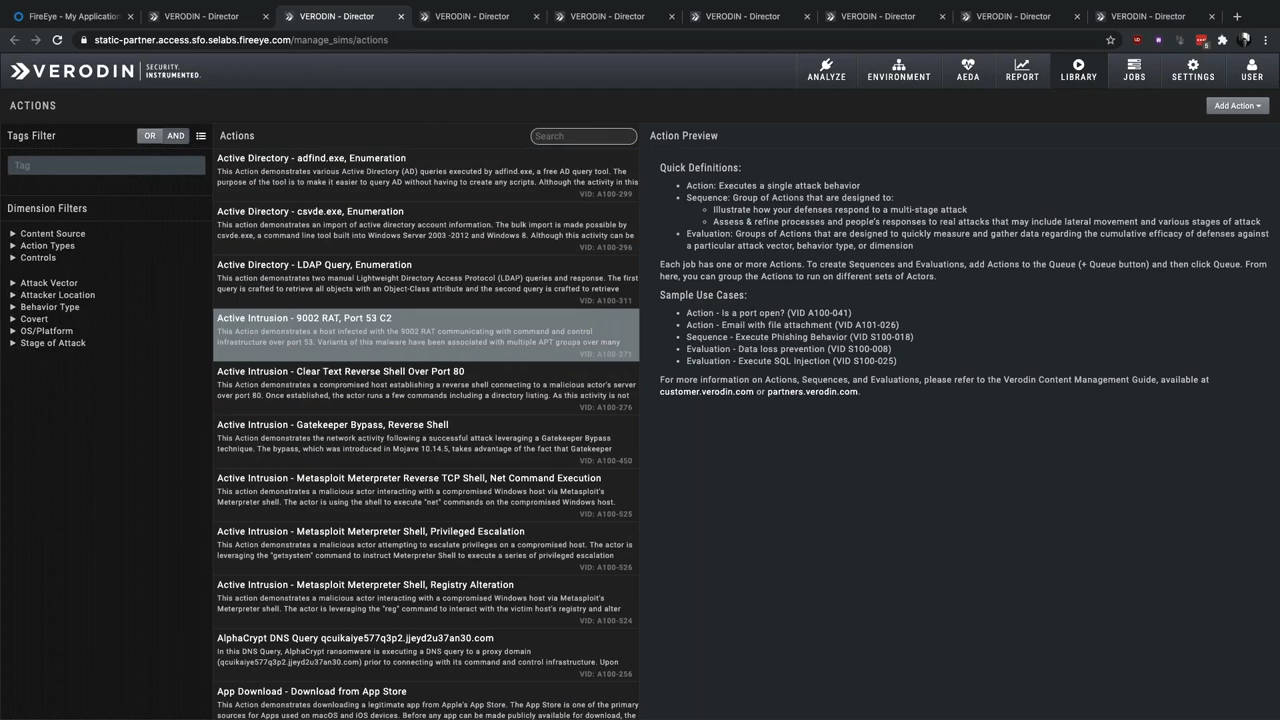 FireEye - My Application
VERODIN - Director
VERODIN - Director
VERODIN - Director
VERODIN - Director
VERODIN - Director
VERODIN - Director
VERODIN - Director
VERODIN - Director
static-partner.access.sfo.selabs.fireeye.com/manage_sims/actions
VERODIN SECURITY. INSTRUMENTED.
ANALYZE ENVIRONMENT AEDA REPORT LIBRARY JOBS SETTINGS USER
ACTIONS
Add Action
Tags Filter
OR AND
Tag
Dimension Filters
Content Source
Action Types
Controls
Attack Vector
Attacker Location
Behavior Type
Covert
OS/Platform
Stage of Attack
Actions
Search
Active Directory - adfind.exe, Enumeration
This Action demonstrates various Active Directory (AD) queries executed by adfind.exe, a free AD query tool. The
purpose of the tool is to make it easier to query AD without having to create any scripts. Although the activity in this
VID: A100-299
Active Directory - csvde.exe, Enumeration
This action demonstrates an import of active directory account information. The bulk import is made possible by
csvde.exe, a command line tool built into Windows Server 2003 -2012 and Windows 8. Although this activity can be
VID: A100-296
Active Directory - LDAP Query, Enumeration
This action demonstrates two manual Lightweight Directory Access Protocol (LDAP) queries and response. The first
query is crafted to retrieve all objects with an Object-Class attribute and the second query is crafted to retrieve
VID: A100-311
Active Intrusion - 9002 RAT, Port 53 C2
This Action demonstrates a host infected with the 9002 RAT communicating with command and control
infrastructure over port 53. Variants of this malware have been associated with multiple APT groups over many
VID: A100-271
Active Intrusion - Clear Text Reverse Shell Over Port 80
This Action demonstrates a compromised host establishing a reverse shell connecting to a malicious actor's server
over port 80. Once established, the actor runs a few commands including a directory listing. As this activity is not
VID: A100-276
Active Intrusion - Gatekeeper Bypass, Reverse Shell
This Action demonstrates the network activity following a successful attack leveraging a Gatekeeper Bypass
technique. The bypass, which was introduced in Mojave 10.14.5, takes advantage of the fact that Gatekeeper
VID: A100-450
Active Intrusion - Metasploit Meterpreter Reverse TCP Shell, Net Command Execution
This action demonstrates a malicious actor interacting with a compromised Windows host via Metasploit's
Meterpreter shell. The actor is using the shell to execute "net" commands on the compromised Windows host.
VID: A100-525
Active Intrusion - Metasploit Meterpreter Shell, Privileged Escalation
This Action demonstrates a malicious actor attempting to escalate privileges on a compromised host. The actor is
leveraging the "getsystem" command to instruct Meterpreter Shell to execute a series of privileged escalation
VID: A100-526
Active Intrusion - Metasploit Meterpreter Shell, Registry Alteration
This action demonstrates a malicious actor interacting with a compromised Windows host via Metasploit's
Meterpreter shell. The actor is leveraging the "reg" command to interact with the victim host's registry and alter
VID: A100-524
AlphaCrypt DNS Query qcuikaiye577q3p2.jjeyd2u37an30.com
In this DNS Query, AlphaCrypt ransomware is executing a DNS query to a proxy domain
(qcuikaiye577q3p2.jjeyd2u37an30.com) prior to connecting with its command and control infrastructure. Upon
VID: A100-256
App Download - Download from App Store
This Action demonstrates downloading a legitimate app from Apple's App Store. The App Store is one of the primary
sources for Apps used on macOS and iOS devices. Before any app can be made publicly available for download, the
Action Preview
Quick Definitions:
Action: Executes a single attack behavior
Sequence: Group of Actions that are designed to:
Illustrate how your defenses respond to a multi-stage attack
Assess & refine processes and people's responses to real attacks that may include lateral movement and various stages of attack
Evaluation: Groups of Actions that are designed to quickly measure and gather data regarding the cumulative efficacy of defenses against
a particular attack vector, behavior type, or dimension
Each job has one or more Actions. To create Sequences and Evaluations, add Actions to the Queue (+ Queue button) and then click Queue. From
here, you can group the Actions to run on different sets of Actors.
Sample Use Cases:
Action - Is a port open? (VID A100-041)
Action - Email with file attachment (VID A101-026)
Sequence - Execute Phishing Behavior (VID S100-018)
Evaluation - Data loss prevention (VID S100-008)
Evaluation - Execute SQL Injection (VID S100-025)
For more information on Actions, Sequences, and Evaluations, please refer to the Verodin Content Management Guide, available at
customer.verodin.com or partners.verodin.com.